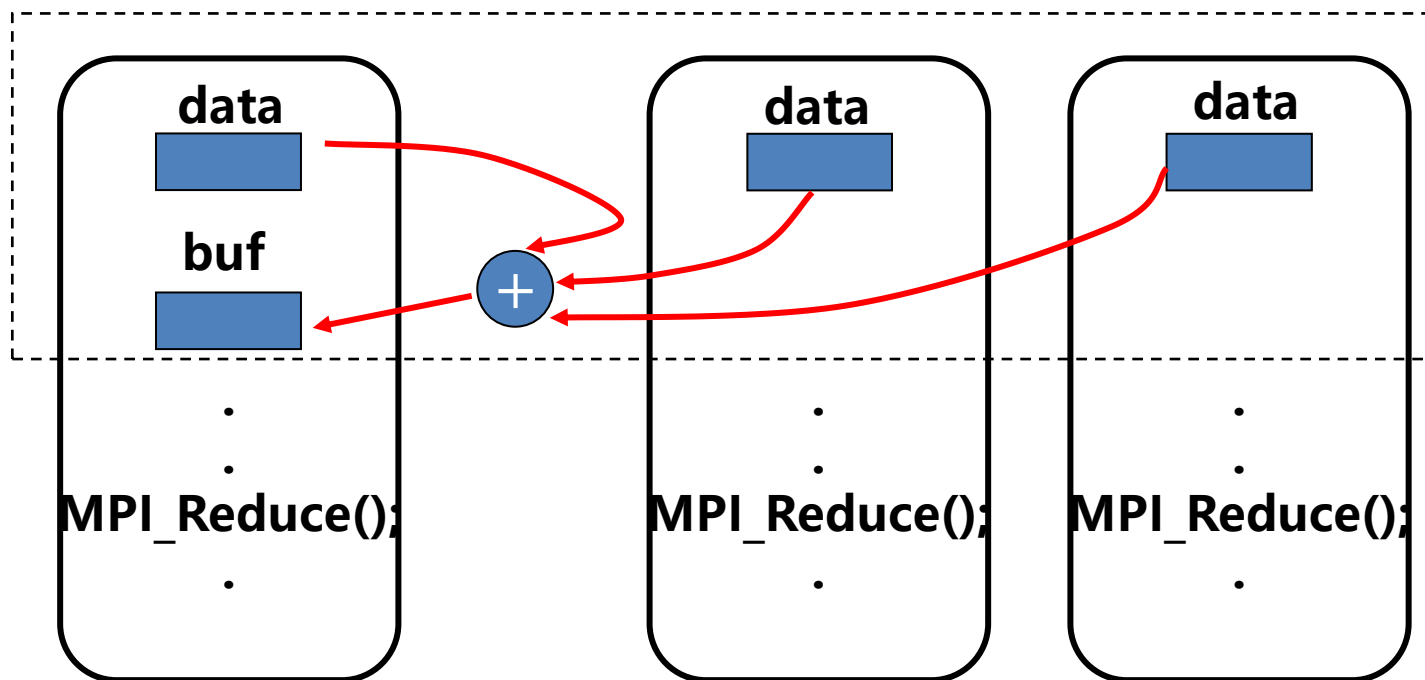 data
data
data
buf
+
.
.
.
.
.
.
MPI_Reduce();
MPI_Reduce();
MPI_Reduce();
.
.
.